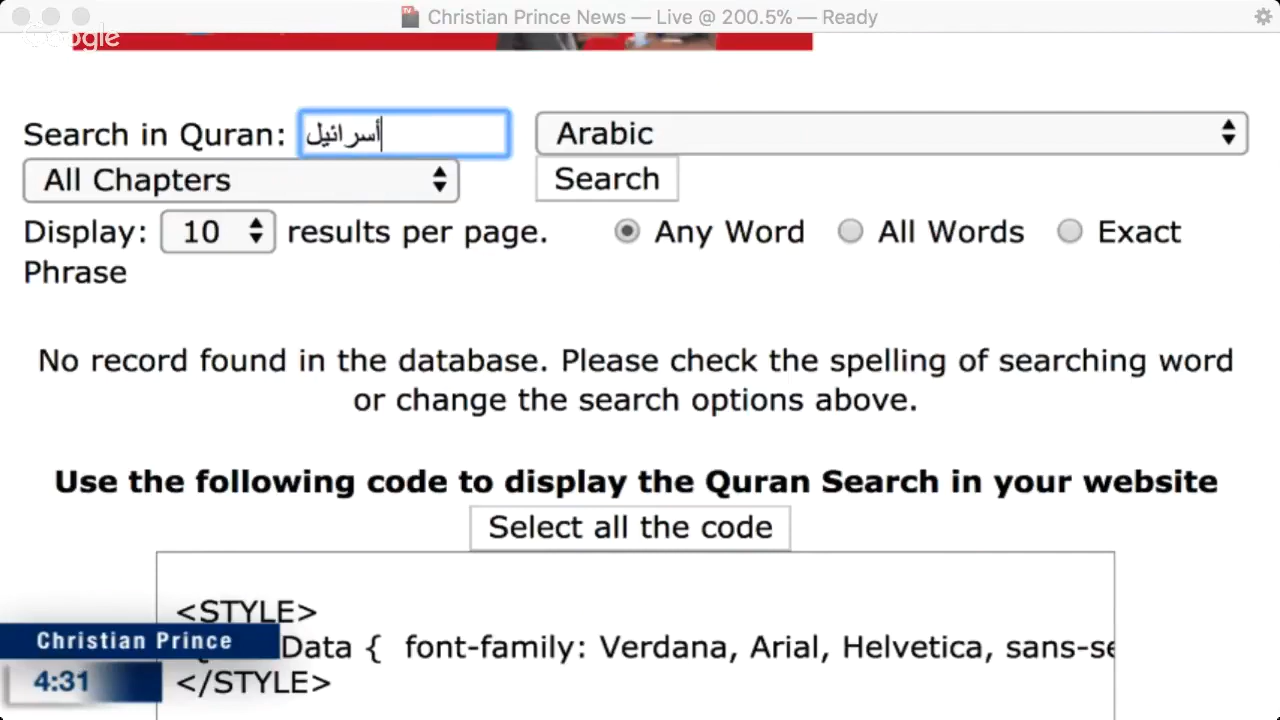 Christian Prince News — Live @ 200.5% — Ready
Google
Search in Quran: أسرائيل Arabic
All Chapters Search
Display: 10 results per page. Any Word All Words Exact
Phrase
No record found in the database. Please check the spelling of searching word
or change the search options above.
Use the following code to display the Quran Search in your website
Select all the code
<STYLE>
Data { font-family: Verdana, Arial, Helvetica, sans-se
</STYLE>
Christian Prince
4:31